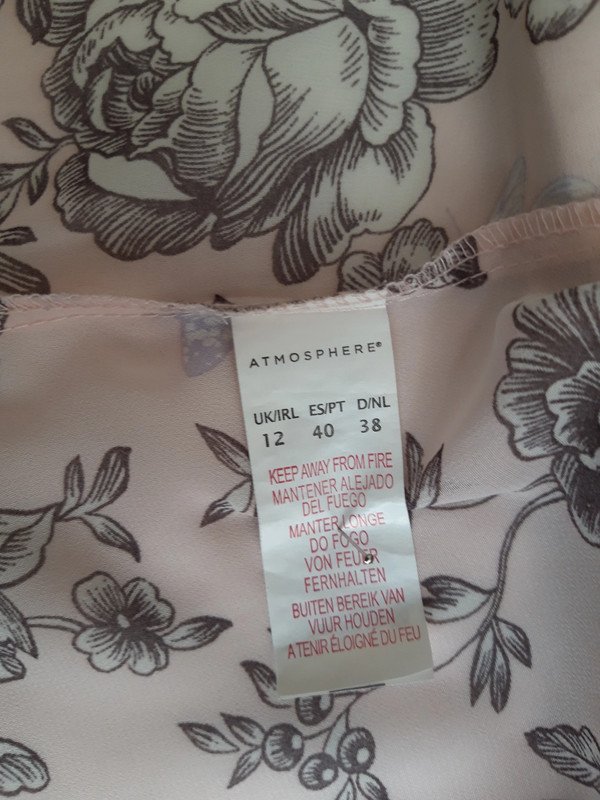 ATMOSPHERE®
UK/IRL ES/PT D/NL
12 40 38
KEEP AWAY FROM FIRE
MANTENER ALEJADO
DEL FUEGO
MANTER LONGE
DO FOGO
VON FEUER
FERNHALTEN
BUITEN BEREIK VAN
VUUR HOUDEN
A TENIR ÉLOIGNÉ DU FEU